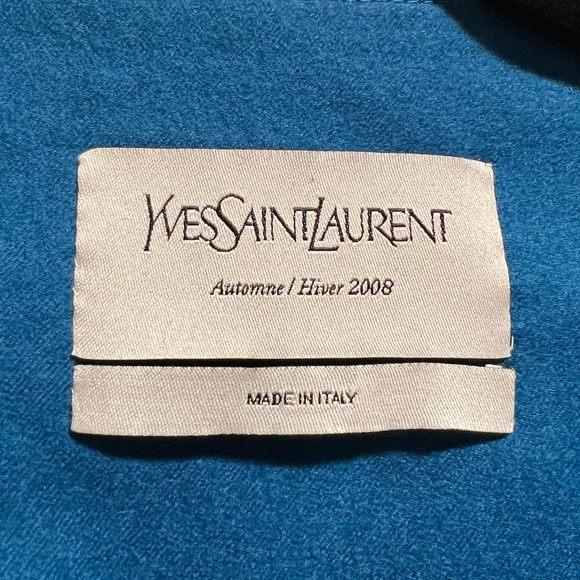 YVESSAINTLAURENT
Automne / Hiver 2008
MADE IN ITALY